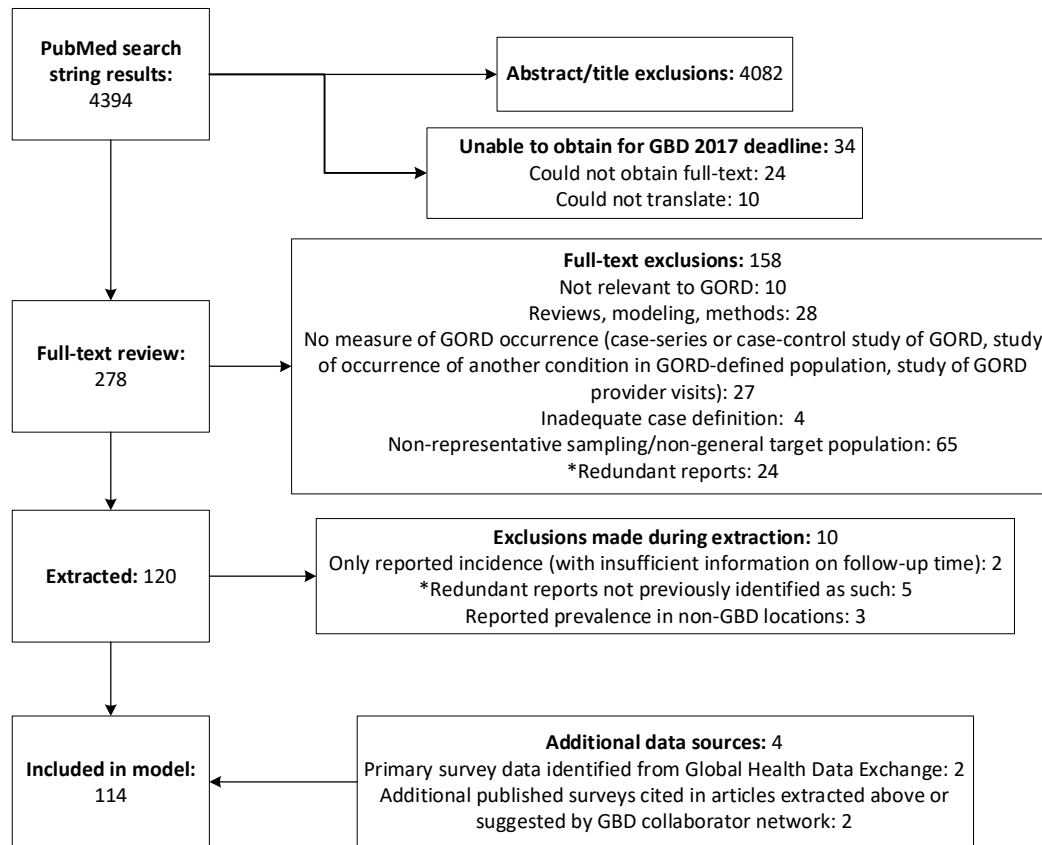 PubMed search
string results:
4394
Abstract/title exclusions: 4082
Unable to obtain for GBD 2017 deadline: 34
Could not obtain full-text: 24
Could not translate: 10
Full-text review:
278
Full-text exclusions: 158
Not relevant to GORD: 10
Reviews, modeling, methods: 28
No measure of GORD occurrence (case-series or case-control study of GORD, study
of occurrence of another condition in GORD-defined population, study of GORD
provider visits): 27
Inadequate case definition: 4
Non-representative sampling/non-general target population: 65
*Redundant reports: 24
Extracted: 120
Exclusions made during extraction: 10
Only reported incidence (with insufficient information on follow-up time): 2
*Redundant reports not previously identified as such: 5
Reported prevalence in non-GBD locations: 3
Included in model:
114
Additional data sources: 4
Primary survey data identified from Global Health Data Exchange: 2
Additional published surveys cited in articles extracted above or
suggested by GBD collaborator network: 2